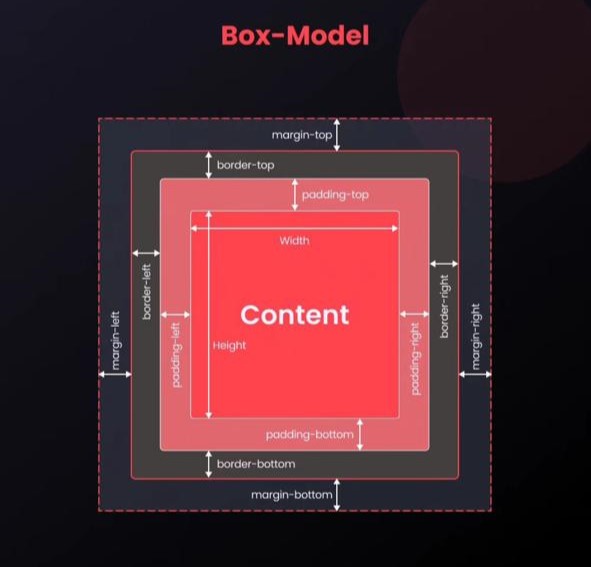 Box-Model
margin-top
border-top
padding-top
Width
Content
Height
margin-left
border-left
padding-left
padding-right
border-right
margin-right
padding-bottom
border-bottom
margin-bottom